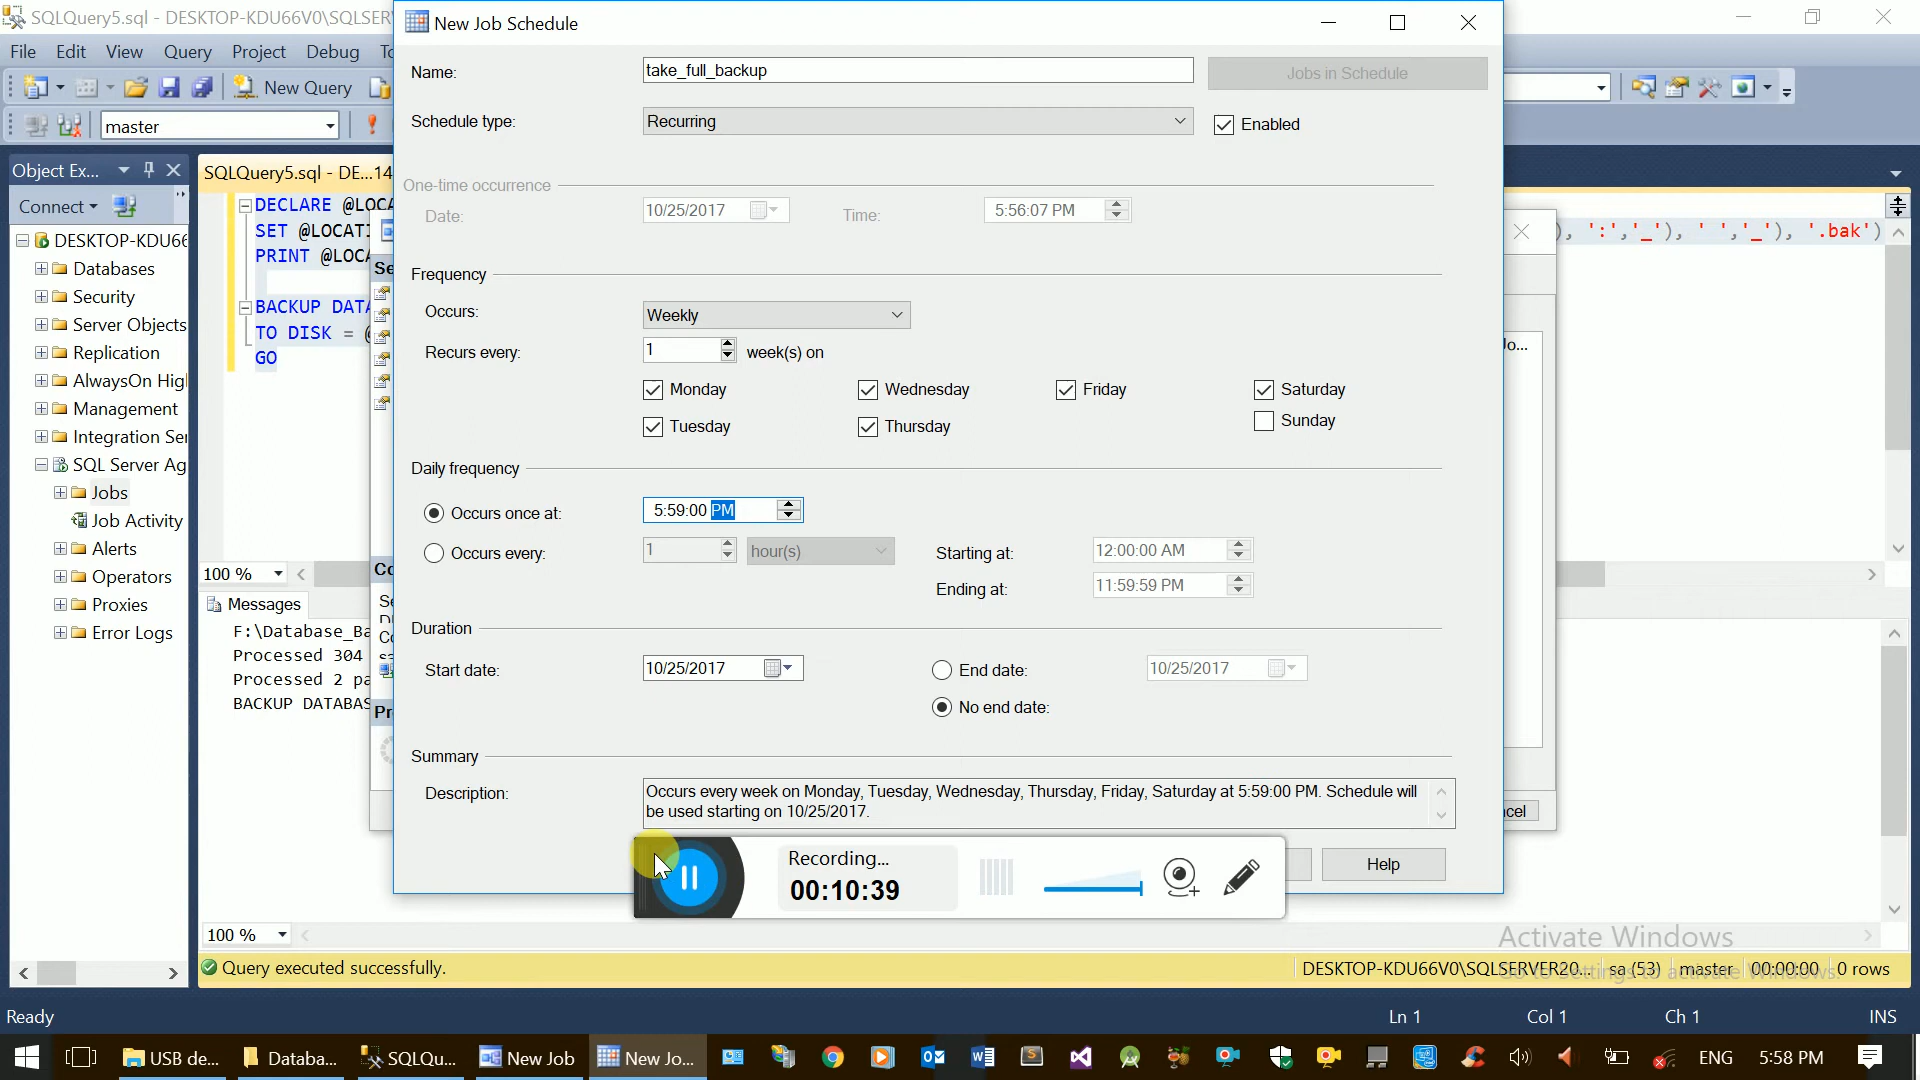 SQLQuery5.sql - DESKTOP-KDU66V0\SQLSER
New Job Schedule
File Edit View Query Project Debug
Name: take_full_backup Jobs in Schedule
New Query
Schedule type: Recurring Enabled
master
Object Ex...
SQLQuery5.sql - DE...14
One-time occurrence
Connect
Date: 10/25/2017 Time: 5:56:07 PM
DECLARE @LOCA
SET @LOCATI
), ':','_'), ' ','_'), '.bak')
PRINT @LOCA
BACKUP DATA
TO DISK = @
GO
DESKTOP-KDU66
Databases
Security
Server Objects
Replication
AlwaysOn Hig
Management
Integration Ser
SQL Server Ag
Jobs
Job Activity
Alerts
Operators
Proxies
Error Logs
Frequency
Occurs: Weekly
Recurs every: 1 week(s) on
Monday Wednesday Friday Saturday
Tuesday Thursday Sunday
Daily frequency
Occurs once at: 5:59:00 PM
Occurs every: 1 hour(s) Starting at: 12:00:00 AM
Ending at: 11:59:59 PM
Duration
Start date: 10/25/2017 End date: 10/25/2017
No end date:
Summary
Description: Occurs every week on Monday, Tuesday, Wednesday, Thursday, Friday, Saturday at 5:59:00 PM. Schedule will
be used starting on 10/25/2017.
Help
100 %
Messages
F:\Database_Ba
Processed 304
Processed 2 pa
BACKUP DATABAS
Recording...
00:10:39
100 %
Activate Windows
Go to Settings to activate Windows.
Query executed successfully.
DESKTOP-KDU66V0\SQLSERVER20... sa (53) master 00:00:00 0 rows
Ready Ln 1 Col 1 Ch 1 INS
USB de... Databa... SQLQu... New Job New Jo... ENG 5:58 PM